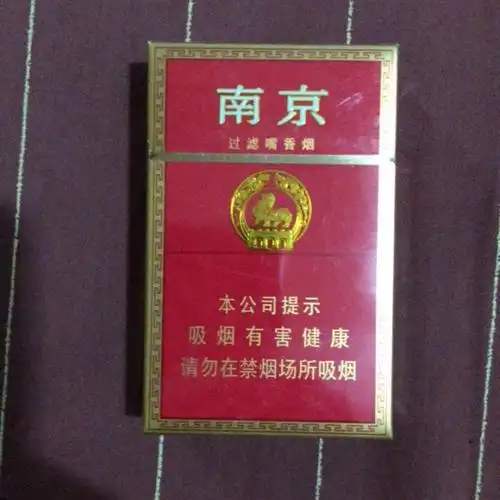 南京
过滤嘴香烟
本公司提示
吸烟有害健康
请勿在禁烟场所吸烟